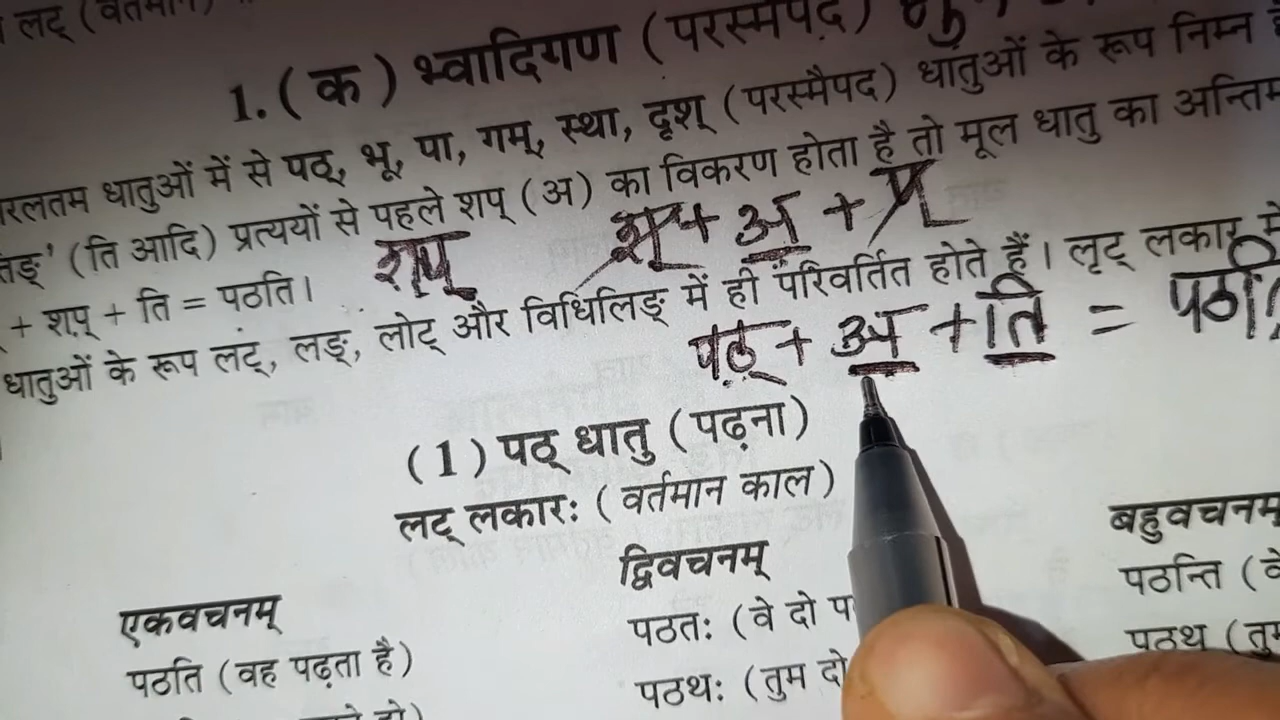 लट् (वर्तमान)
1. ( क ) भ्वादिगण ( परस्मैपद )
रलतम धातुओं में से पठ्, भू, पा, गम्, स्था, दृश् ( परस्मैपद ) धातुओं के रूप निम्न
तिङ्' (ति आदि) प्रत्ययों से पहले शप् (अ) का विकरण होता है तो मूल धातु का अन्तिम
शप् श् + अ + प्
+ शप् + ति = पठति।
धातुओं के रूप लट्, लङ्, लोट् और विधिलिङ् में ही परिवर्तित होते हैं। लृट् लकार में
पठ् + अ + ति = पठति
(1) पठ् धातु ( पढ़ना )
लट् लकारः ( वर्तमान काल )
एकवचनम् द्विवचनम् बहुवचनम्
पठति (वह पढ़ता है) पठतः (वे दो पठन्ति (वे
पठथः (तुम दो पठथ (तुम